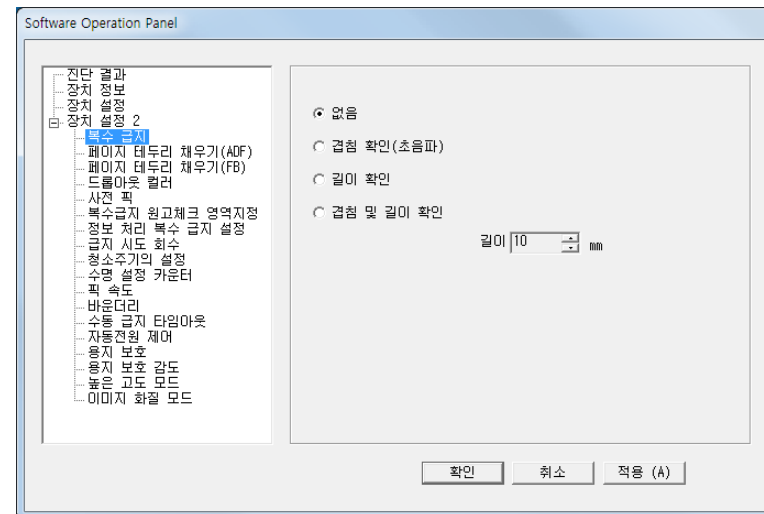 Software Operation Panel
진단 결과
장치 정보
장치 설정
장치 설정 2
복수 급지
페이지 테두리 채우기(ADF)
페이지 테두리 채우기(FB)
드롭아웃 컬러
사전 픽
복수급지 원고체크 영역지정
정보 처리 복수 급지 설정
급지 시도 회수
청소주기의 설정
수명 설정 카운터
픽 속도
바운더리
수동 급지 타임아웃
자동전원 제어
용지 보호
용지 보호 감도
높은 고도 모드
이미지 화질 모드
없음
겹침 확인(초음파)
길이 확인
겹침 및 길이 확인
길이 10 mm
확인 취소 적용 (A)